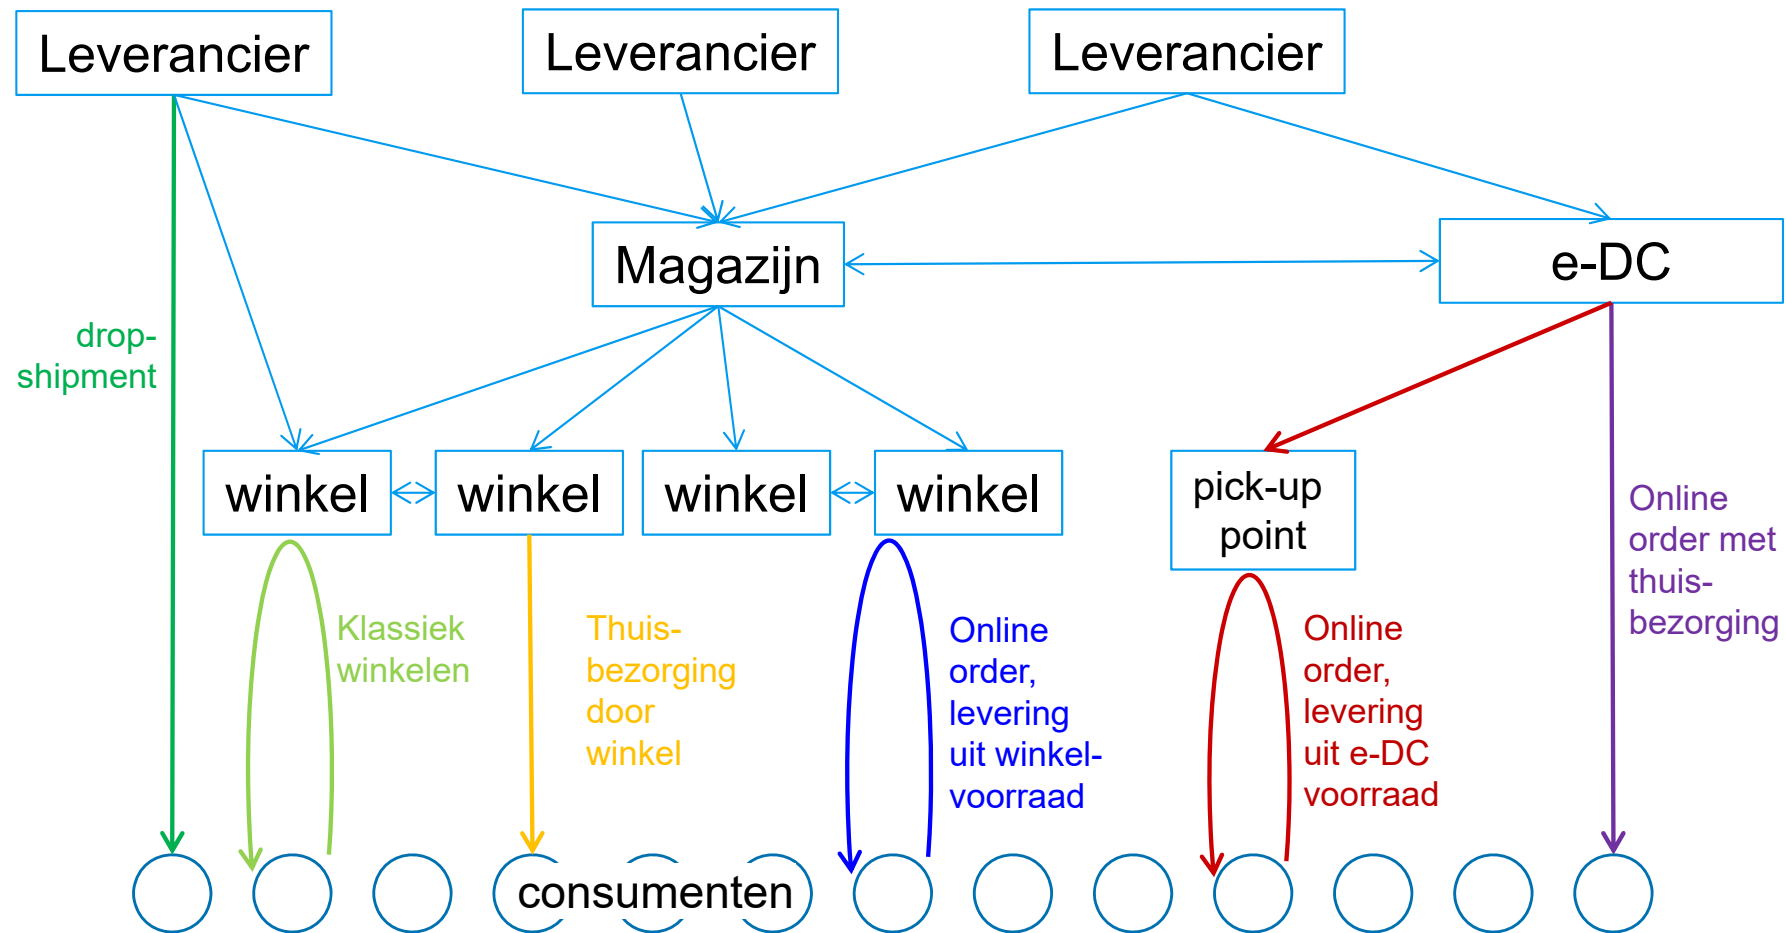 Leverancier
Leverancier
Leverancier
Magazijn
e-DC
drop-
shipment
winkel
winkel
winkel
winkel
pick-up
point
Online
order met
thuis-
bezorging
Klassiek
winkelen
Thuis-
bezorging
door
winkel
Online
order,
levering
uit winkel-
voorraad
Online
order,
levering
uit e-DC
voorraad
consumenten